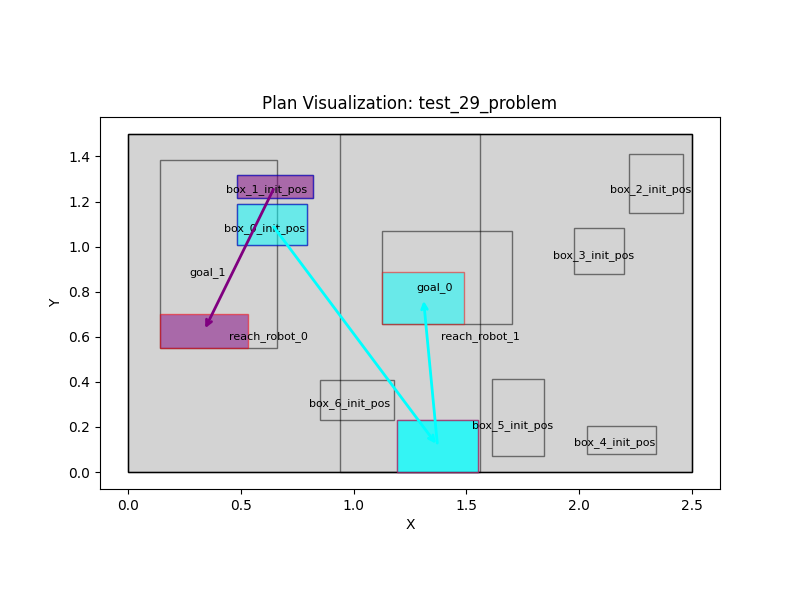 Plan Visualization: test_29_problem
Y
1.4
1.2
1.0
0.8
0.6
0.4
0.2
0.0
box_1_init_pos
box_2_init_pos
box_0_init_pos
box_3_init_pos
goal_1
goal_0
reach_robot_0
reach_robot_1
box_6_init_pos
box_5_init_pos
box_4_init_pos
0.0 0.5 1.0 1.5 2.0 2.5
X